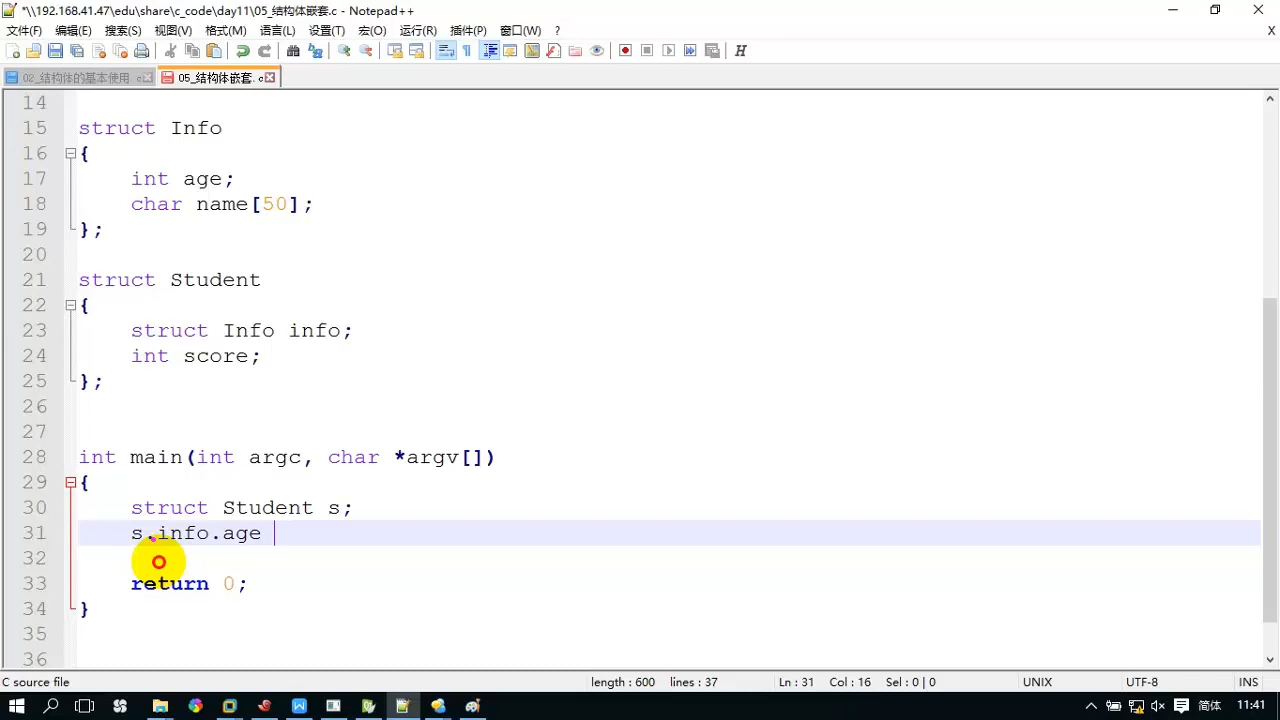 *\\192.168.41.47\edu\share\c_code\day11\05_结构体嵌套.c - Notepad++
文件(F) 编辑(E) 搜索(S) 视图(V) 格式(M) 语言(L) 设置(T) 宏(O) 运行(R) 插件(P) 窗口(W) ? X
02_结构体的基本使用 .c 05_结构体嵌套.c
14
15 struct Info
16 {
17 int age;
18 char name[50];
19 };
20
21 struct Student
22 {
23 struct Info info;
24 int score;
25 };
26
27
28 int main(int argc, char *argv[])
29 {
30 struct Student s;
31 s.info.age
32
33 return 0;
34 }
35
36
C source file length : 600 lines : 37 Ln : 31 Col : 16 Sel : 0 | 0 UNIX UTF-8 INS
简体 11:41